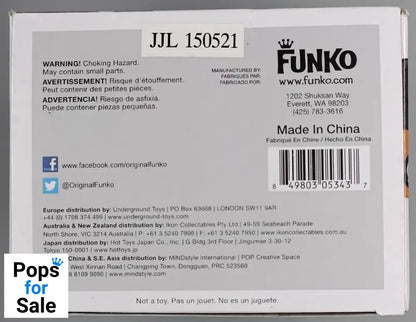 JJL 150521
WARNING! Choking Hazard.
May contain small parts.
AVERTISSEMENT! Risque d'étouffement.
Peut contenir des petites pièces.
ADVERTENCIA! Riesgo de asfixiá.
Puede contener piezas pequeñas.
MANUFACTURED BY:
FABRIQUÉS PAR:
FABRICADO POR:
FUNKO
www.funko.com
1202 Shuksan Way
Everett, WA 98203
(425) 783-3616
Made In China
Fabriqué En Chine / Hecho En China
www.facebook.com/originalfunko
@OriginalFunko
8 49803 05343 7
Europe distribution by: Underground Toys | PO Box 63668 | LONDON SW11 9AR
+44 (0) 1708 374 499 | www.underground-toys.com
Australia & New Zealand distribution by: Ikon Collectables Pty Ltd | 49-59 Seabeach Parade
North Shore, VIC 3214 Australia | P +61 3 5240 7990 | F +61 3 5240 7999 | www.ikoncollectables.com.au
Japan distribution by: Hot Toys Japan Co., Inc. | G Bldg 3rd Floor | Jingumae 3-30-12
Tokyo 150-0001 | www.hot-toys
China & S.E. Asia distribution by: MINDstyle International | POP Creative Space
West Xinnan Road | Changping Town, Dongguan, PRC 523560
9 8109 9090 | www.mindstyle.com
Not a toy. Pas un jouet. No es un juguete.
Pops
for
Sale